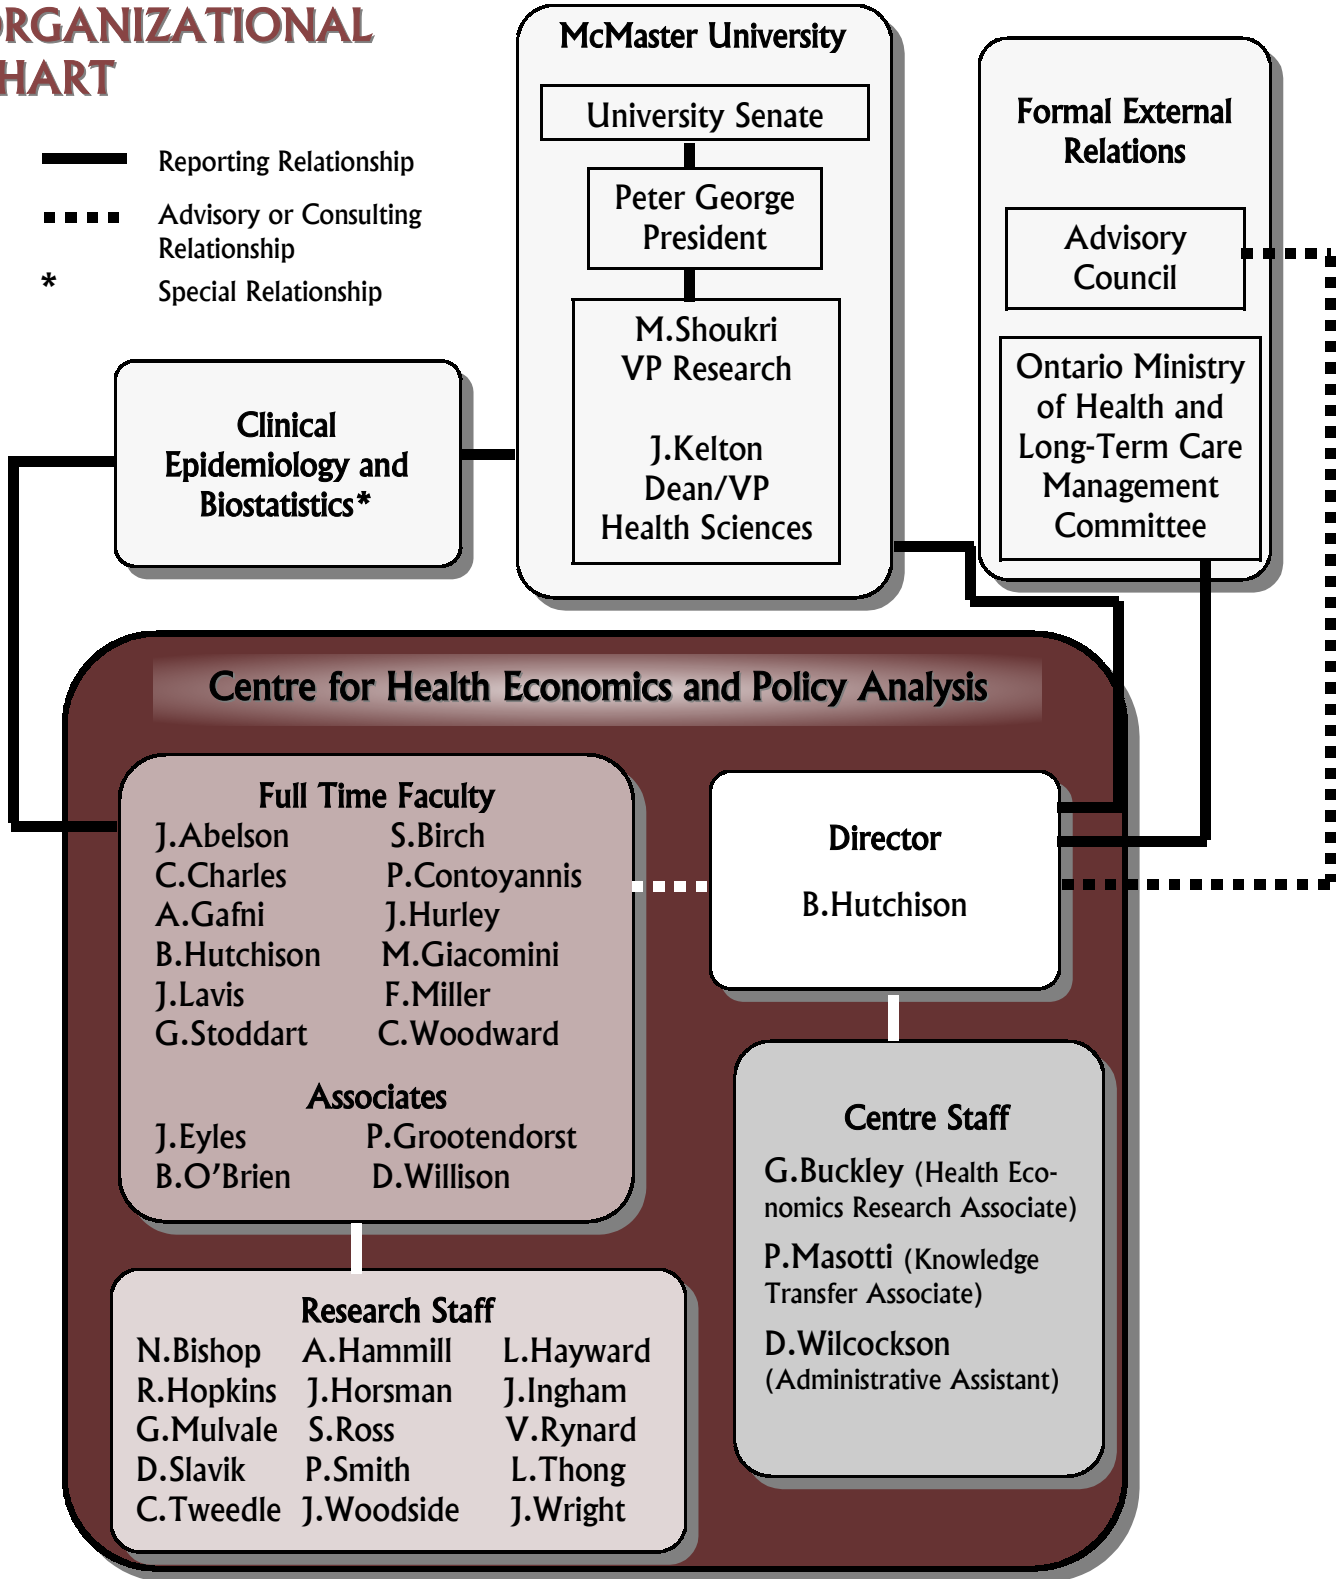 ORGANIZATIONAL
CHART
Reporting Relationship
Advisory or Consulting
Relationship
* Special Relationship
McMaster University
University Senate
Peter George
President
M.Shoukri
VP Research
J.Kelton
Dean/VP
Health Sciences
Formal External
Relations
Advisory
Council
Ontario Ministry
of Health and
Long-Term Care
Management
Committee
Clinical
Epidemiology and
Biostatistics*
Centre for Health Economics and Policy Analysis
Full Time Faculty
J.Abelson S.Birch
C.Charles P.Contoyannis
A.Gafni J.Hurley
B.Hutchison M.Giacomini
J.Lavis F.Miller
G.Stoddart C.Woodward
Associates
J.Eyles P.Grootendorst
B.O'Brien D.Willison
Director
B.Hutchison
Centre Staff
G.Buckley (Health Eco-
nomics Research Associate)
P.Masotti (Knowledge
Transfer Associate)
D.Wilcockson
(Administrative Assistant)
Research Staff
N.Bishop A.Hammill L.Hayward
R.Hopkins J.Horsman J.Ingham
G.Mulvale S.Ross V.Rynard
D.Slavik P.Smith L.Thong
C.Tweedle J.Woodside J.Wright